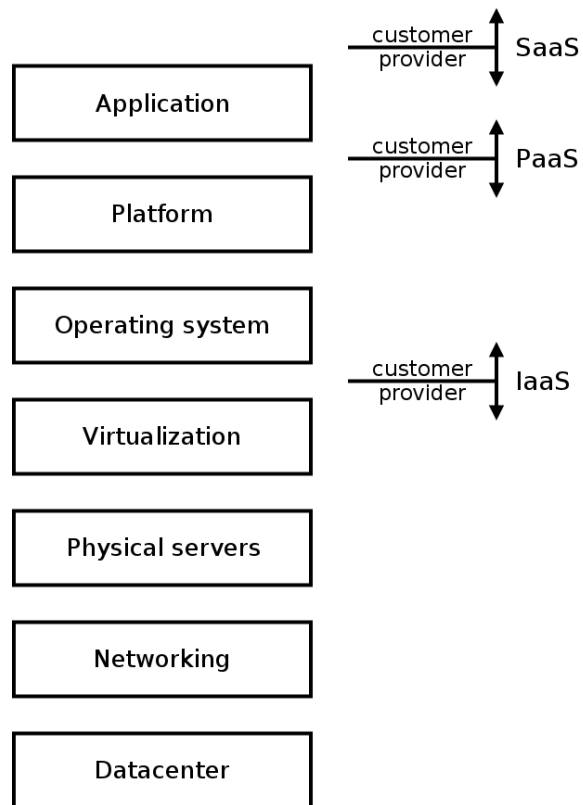 customer
provider
SaaS
Application
customer
provider
PaaS
Platform
Operating system
customer
provider
IaaS
Virtualization
Physical servers
Networking
Datacenter